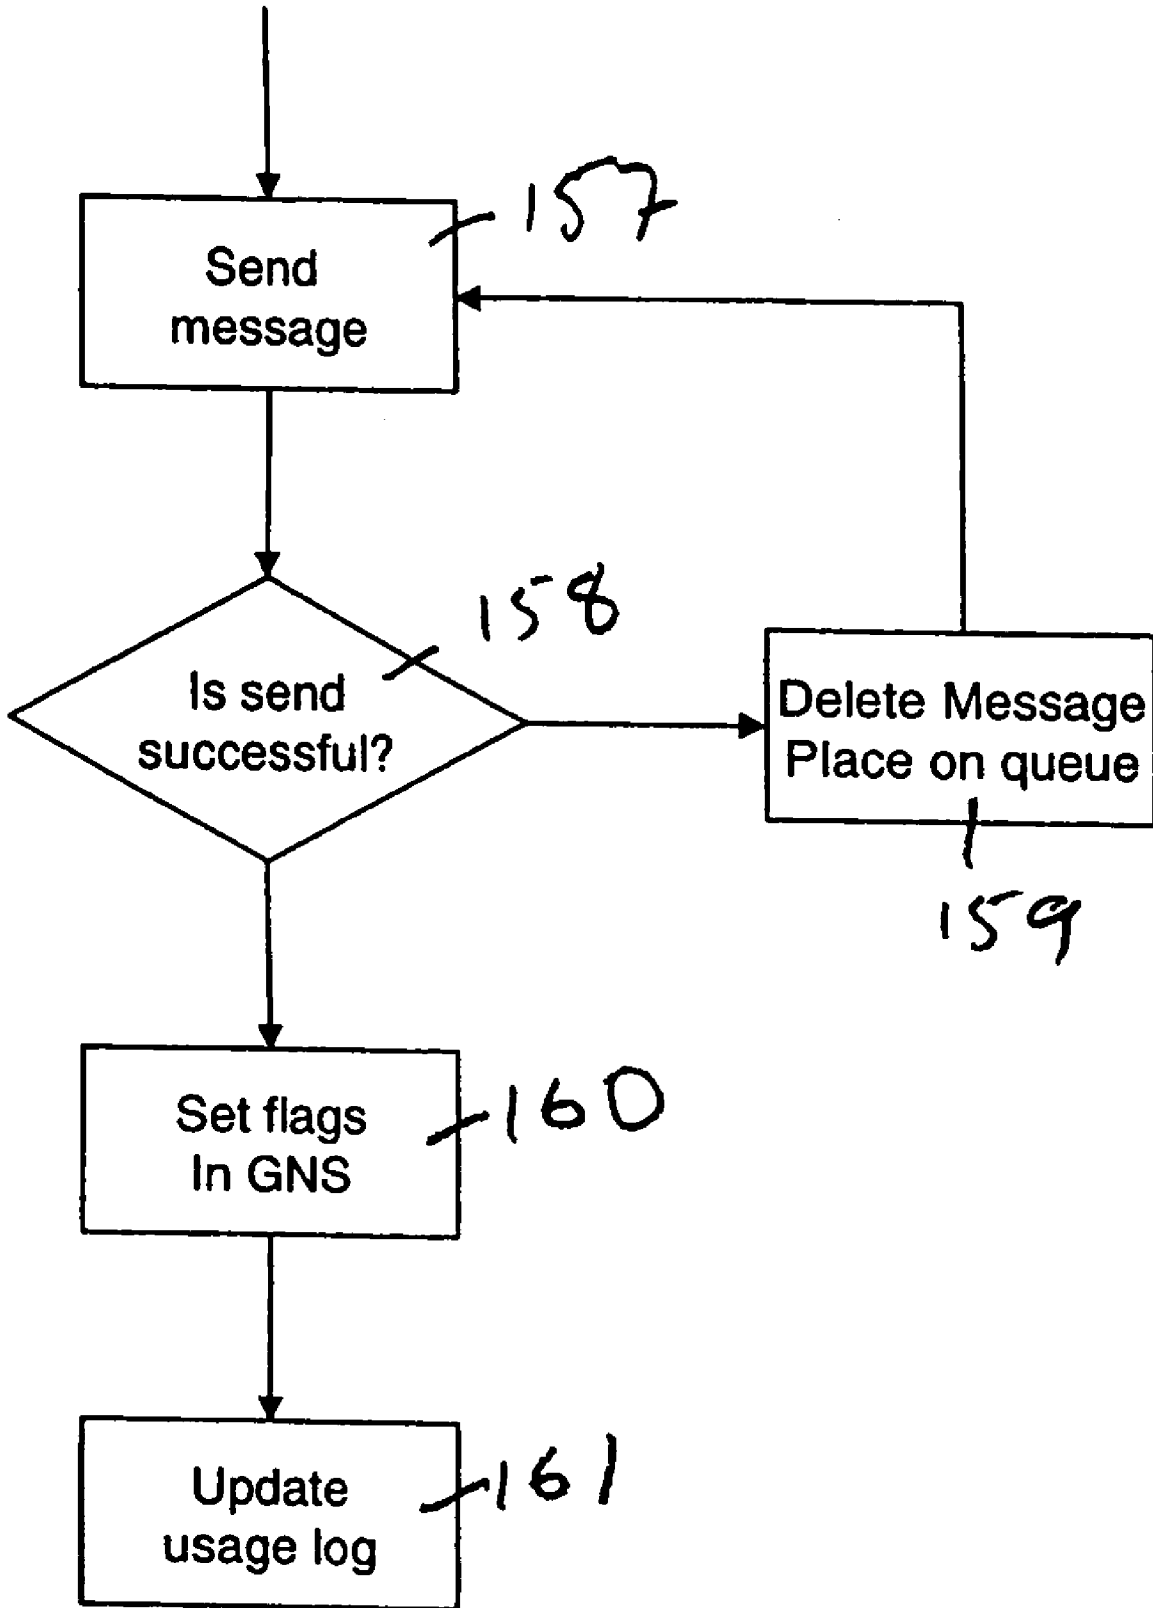 157
Send
message
158
Is send
successful?
Delete Message
Place on queue
159
Set flags
In GNS
160
Update
usage log
161